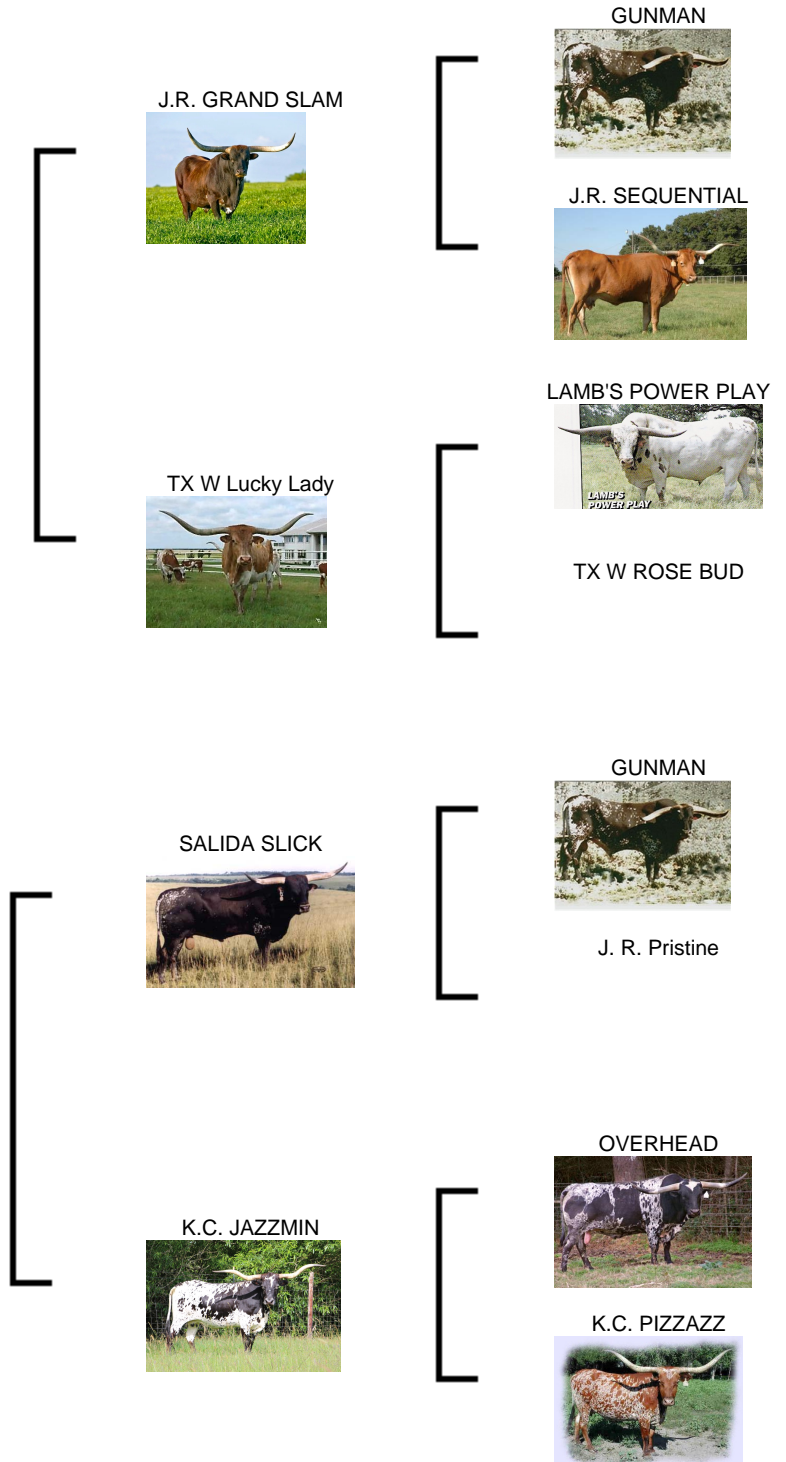 GUNMAN
J.R. GRAND SLAM
J.R. SEQUENTIAL
LAMB'S POWER PLAY
LAMB'S
POWER PLAY
TX W Lucky Lady
TX W ROSE BUD
GUNMAN
SALIDA SLICK
J. R. Pristine
OVERHEAD
K.C. JAZZMIN
K.C. PIZZAZZ